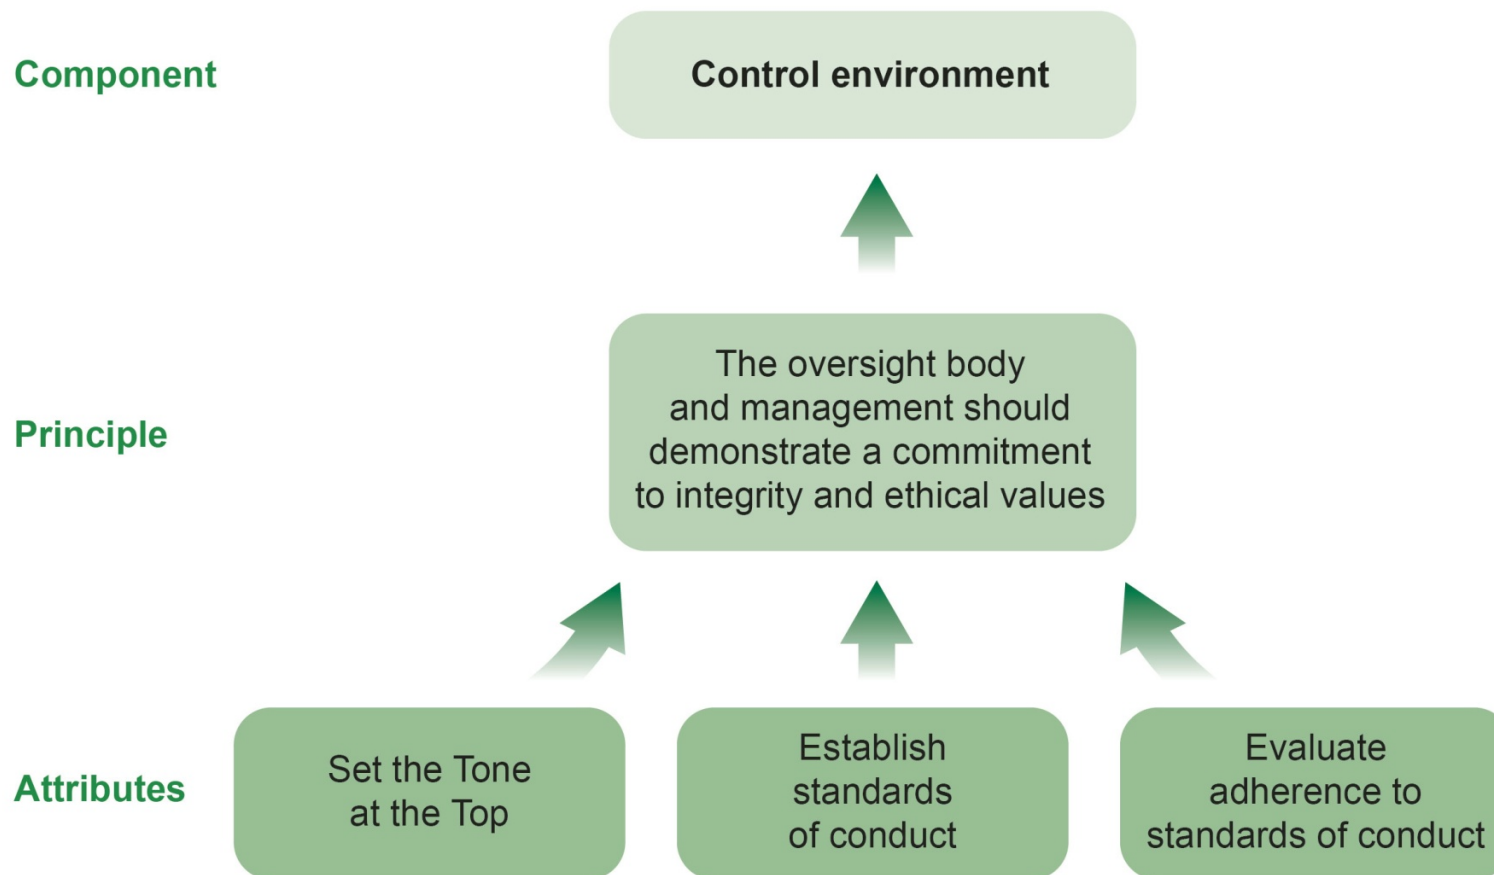 Component
Control environment
Principle
The oversight body
and management should
demonstrate a commitment
to integrity and ethical values
Attributes
Set the Tone
at the Top
Establish
standards
of conduct
Evaluate
adherence to
standards of conduct